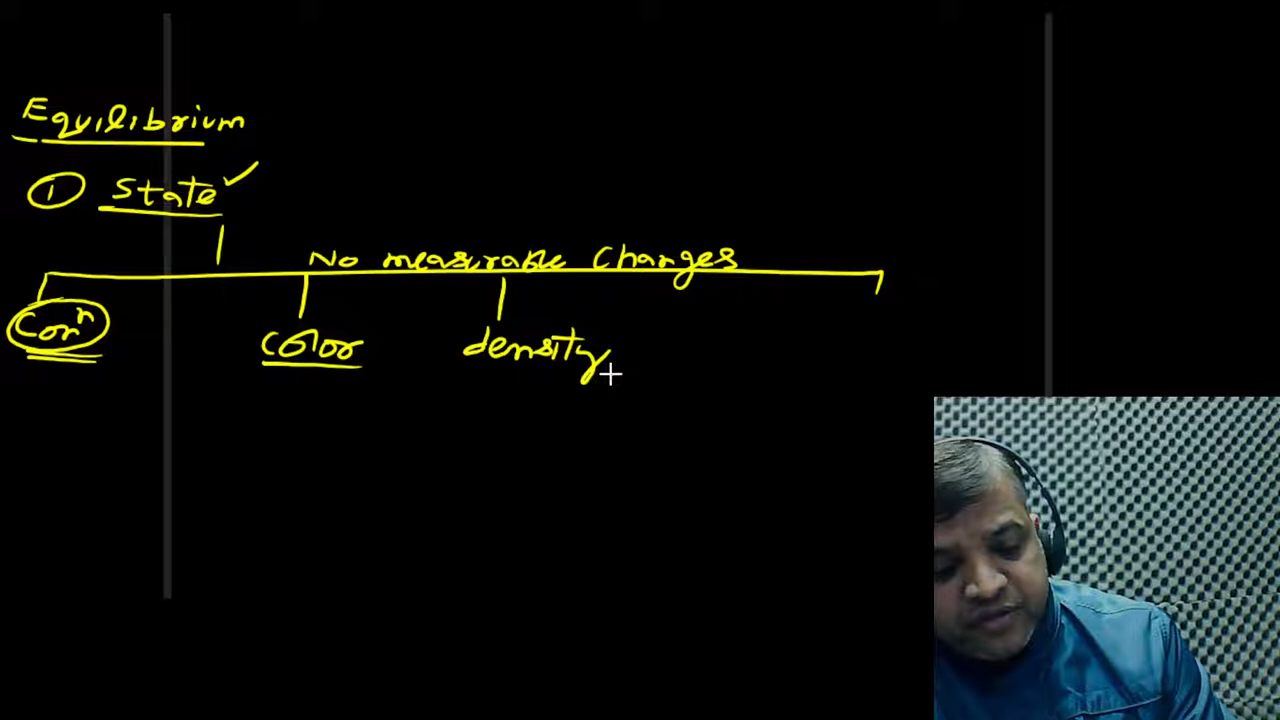 Equilibrium
① State ✓
No measurable Changes
Conⁿ color density